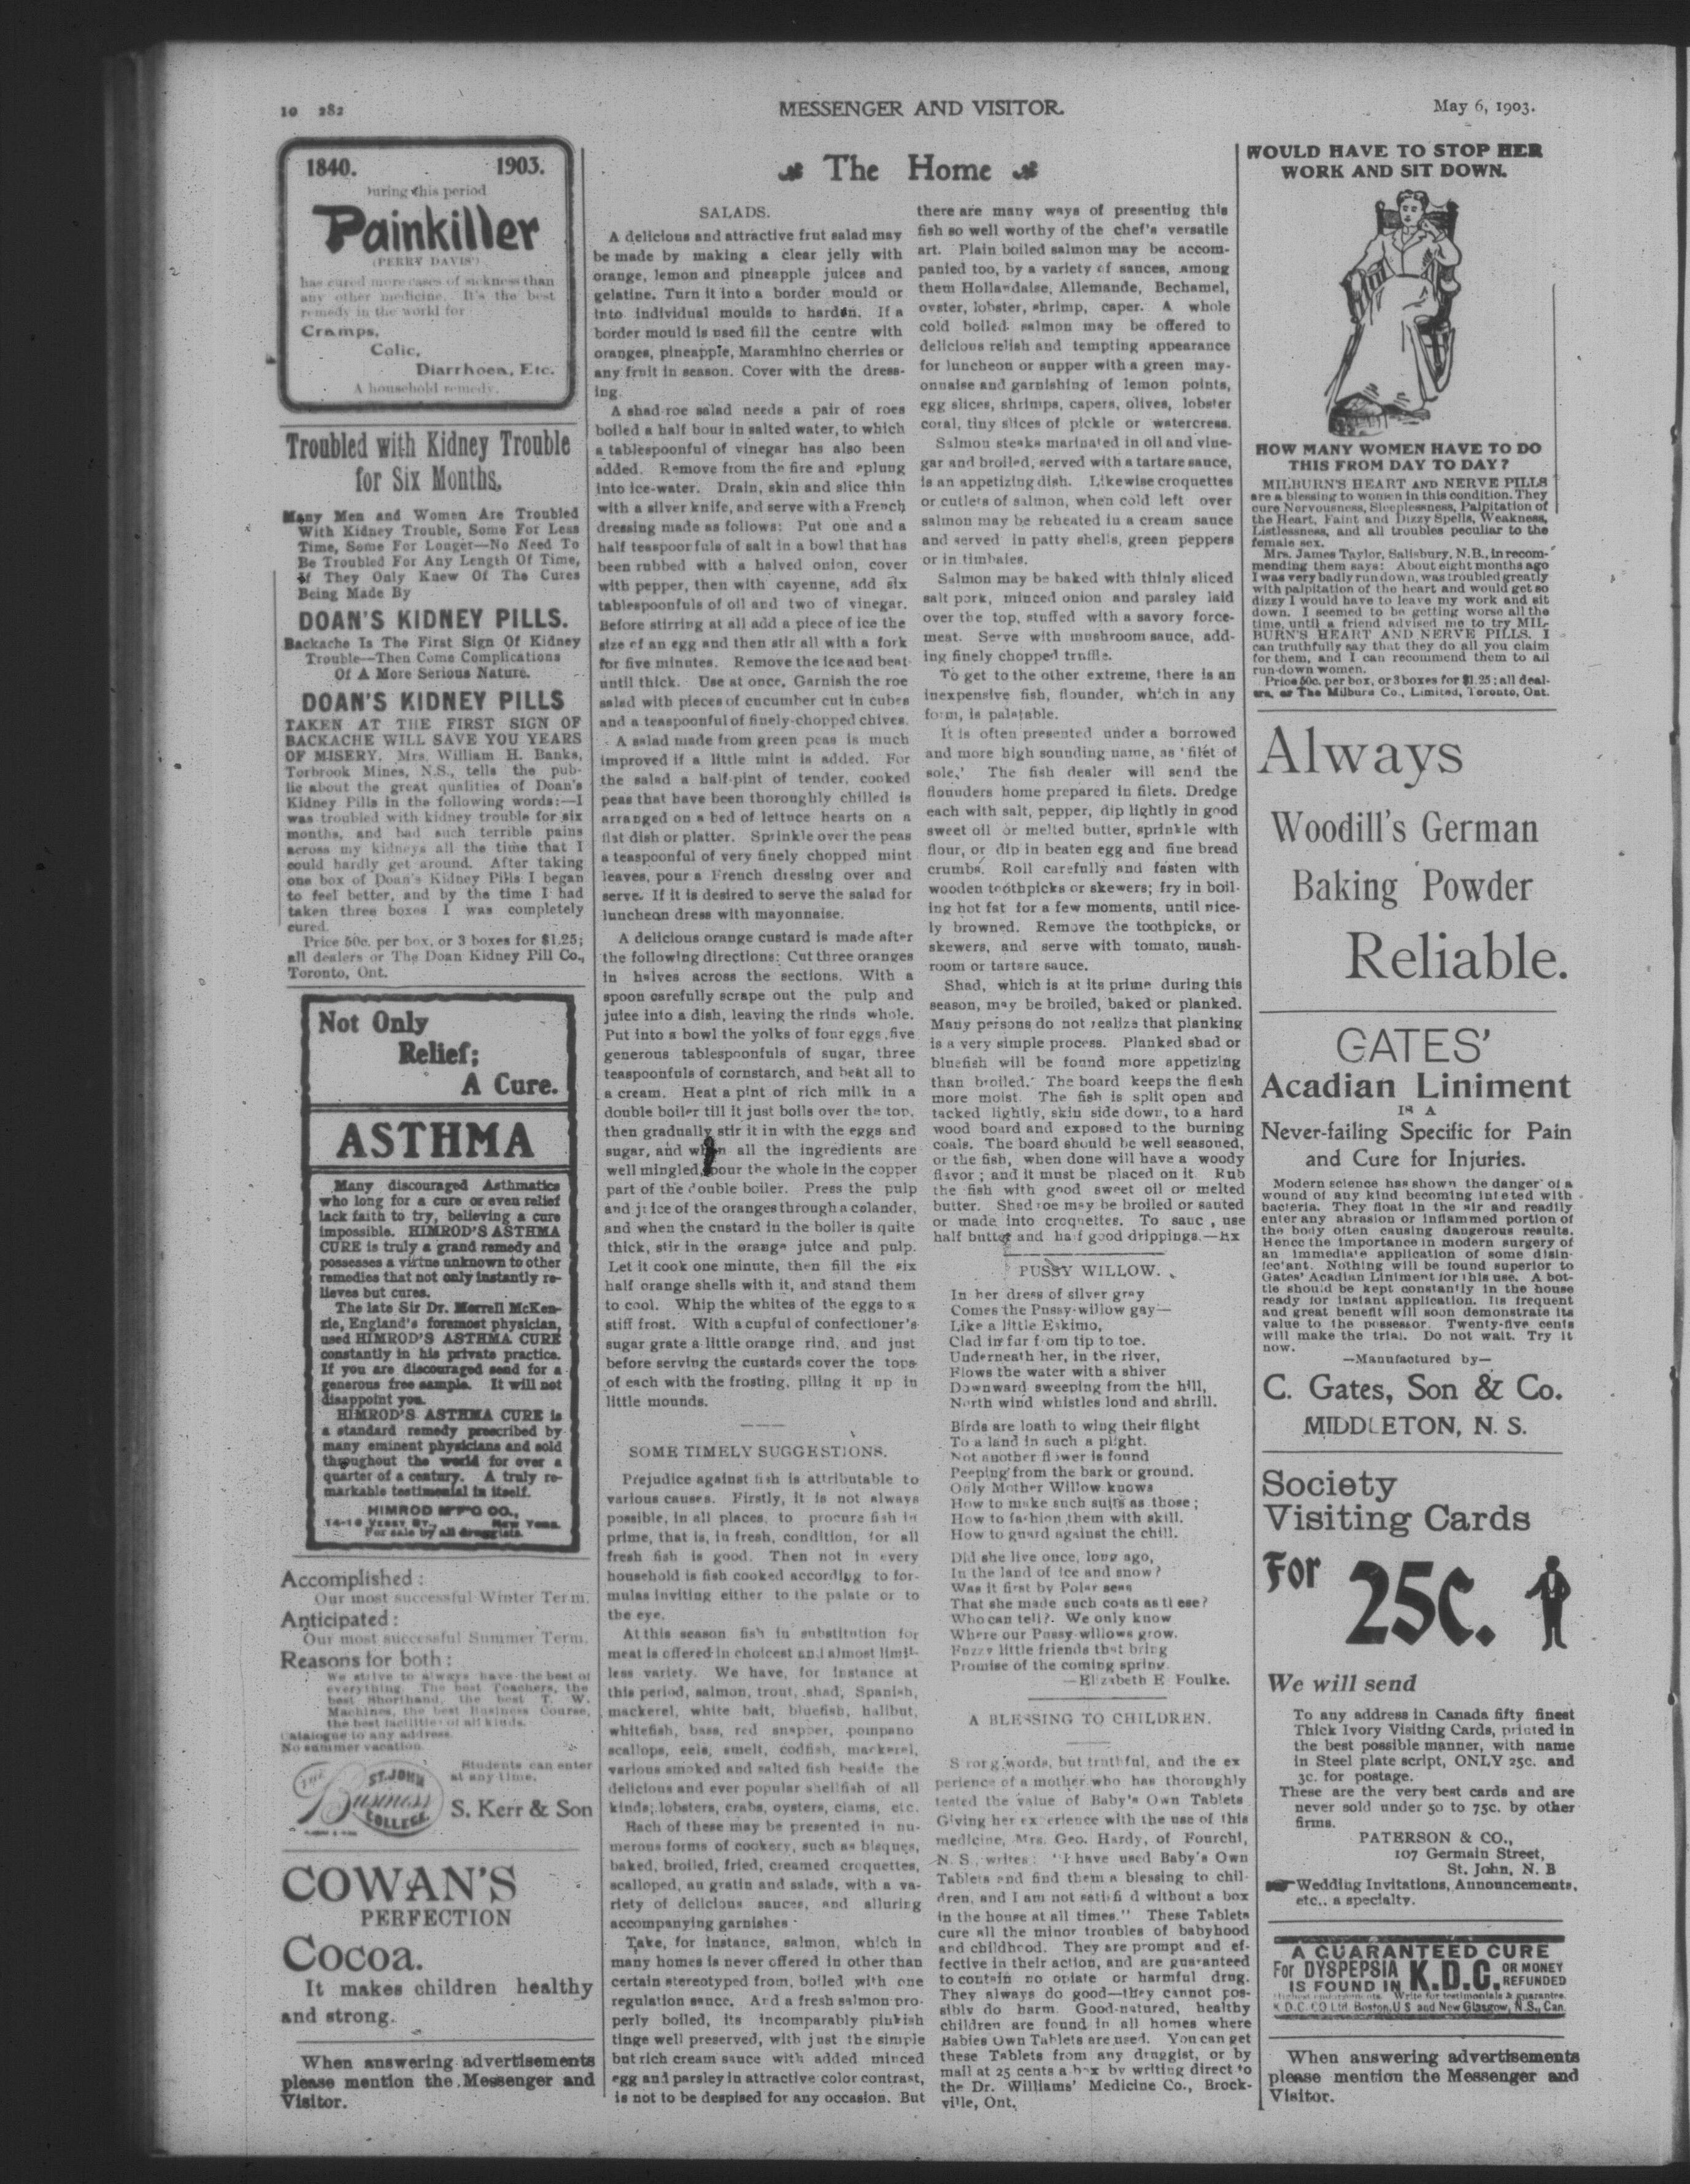 10 282
MESSENGER AND VISITOR.
May 6, 1903.
1840. 1903.
During this period
Painkiller
(PERRY DAVIS')
has cured more cases of sickness than
any other medicine. It's the best
remedy in the world for
Cramps,
Colic,
Diarrhoea, Etc.
A household remedy.
Troubled with Kidney Trouble
for Six Months.
Many Men and Women Are Troubled
With Kidney Trouble, Some For Less
Time, Some For Longer—No Need To
Be Troubled For Any Length Of Time,
if They Only Knew Of The Cures
Being Made By
DOAN'S KIDNEY PILLS.
Backache Is The First Sign Of Kidney
Trouble—Then Come Complications
Of A More Serious Nature.
DOAN'S KIDNEY PILLS
TAKEN AT THE FIRST SIGN OF
BACKACHE WILL SAVE YOU YEARS
OF MISERY. Mrs. William H. Banks,
Torbrook Mines, N.S., tells the pub-
lic about the great qualities of Doan's
Kidney Pills in the following words:—I
was troubled with kidney trouble for six
months, and had such terrible pains
across my kidneys all the time that I
could hardly get around. After taking
one box of Doan's Kidney Pills I began
to feel better, and by the time I had
taken three boxes I was completely
cured.
Price 50c. per box, or 3 boxes for $1.25;
all dealers or The Doan Kidney Pill Co.,
Toronto, Ont.
Not Only
Relief;
A Cure.
ASTHMA
Many discouraged Asthmatics
who long for a cure or even relief
lack faith to try, believing a cure
impossible. HIMROD'S ASTHMA
CURE is truly a grand remedy and
possesses a virtue unknown to other
remedies that not only instantly re-
lieves but cures.
The late Sir Dr. Morrell McKen-
zie, England's foremost physician,
used HIMROD'S ASTHMA CURE
constantly in his private practice.
If you are discouraged send for a
generous free sample. It will not
disappoint you.
HIMROD'S ASTHMA CURE is
a standard remedy prescribed by
many eminent physicians and sold
throughout the world for over a
quarter of a century. A truly re-
markable testimonial in itself.
HIMROD M'F'G CO.,
14-16 VESEY ST., New York.
For sale by all druggists.
Accomplished:
Our most successful Winter Term.
Anticipated:
Our most successful Summer Term.
Reasons for both:
We strive to always have the best of
everything. The best Teachers, the
best Shorthand, the best T. W.
Machines, the best Business Course,
the best facilities of all kinds.
Catalogue to any address.
No summer vacation.
Students can enter
at any time.
THE
ST. JOHN
Business
COLLEGE
S. Kerr & Son
COWAN'S
PERFECTION
Cocoa.
It makes children healthy
and strong.
When answering advertisements
please mention the Messenger and
Visitor.
The Home
SALADS.
A delicious and attractive frut salad may
be made by making a clear jelly with
orange, lemon and pineapple juices and
gelatine. Turn it into a border mould or
into individual moulds to harden. If a
border mould is used fill the centre with
oranges, pineapple, Maramhino cherries or
any fruit in season. Cover with the dress-
ing.
A shad roe salad needs a pair of roes
boiled a half hour in salted water, to which
a tablespoonful of vinegar has also been
added. Remove from the fire and splung
into ice-water. Drain, skin and slice thin
with a silver knife, and serve with a French
dressing made as follows: Put one and a
half teaspoonfuls of salt in a bowl that has
been rubbed with a halved onion, cover
with pepper, then with cayenne, add six
tablespoonfuls of oil and two of vinegar.
Before stirring at all add a piece of ice the
size of an egg and then stir all with a fork
for five minutes. Remove the ice and beat
until thick. Use at once. Garnish the roe
salad with pieces of cucumber cut in cubes
and a teaspoonful of finely-chopped chives.
A salad made from green peas is much
improved if a little mint is added. For
the salad a half-pint of tender, cooked
peas that have been thoroughly chilled is
arranged on a bed of lettuce hearts on a
flat dish or platter. Sprinkle over the peas
a teaspoonful of very finely chopped mint
leaves, pour a French dressing over and
serve. If it is desired to serve the salad for
luncheon dress with mayonnaise.
A delicious orange custard is made after
the following directions: Cut three oranges
in halves across the sections. With a
spoon carefully scrape out the pulp and
juice into a dish, leaving the rinds whole.
Put into a bowl the yolks of four eggs, five
generous tablespoonfuls of sugar, three
teaspoonfuls of cornstarch, and beat all to
a cream. Heat a pint of rich milk in a
double boiler till it just boils over the top,
then gradually stir it in with the eggs and
sugar, and when all the ingredients are
well mingled, pour the whole in the copper
part of the double boiler. Press the pulp
and juice of the oranges through a colander,
and when the custard in the boiler is quite
thick, stir in the orange juice and pulp.
Let it cook one minute, then fill the six
half orange shells with it, and stand them
to cool. Whip the whites of the eggs to a
stiff frost. With a cupful of confectioner's
sugar grate a little orange rind, and just
before serving the custards cover the tops
of each with the frosting, piling it up in
little mounds.
SOME TIMELY SUGGESTIONS.
Prejudice against fish is attributable to
various causes. Firstly, it is not always
possible, in all places, to procure fish in
prime, that is, in fresh, condition, for all
fresh fish is good. Then not in every
household is fish cooked according to for-
mulas inviting either to the palate or to
the eye.
At this season fish in substitution for
meat is offered in choicest and almost limit-
less variety. We have, for instance at
this period, salmon, trout, shad, Spanish,
mackerel, white bait, bluefish, halibut,
whitefish, bass, red snapper, pompano
scallops, eels, smelt, codfish, mackerel,
various smoked and salted fish beside the
delicious and ever popular shellfish of all
kinds; lobsters, crabs, oysters, clams, etc.
Each of these may be presented in nu-
merous forms of cookery, such as bisques,
baked, broiled, fried, creamed croquettes,
scalloped, au gratin and salads, with a va-
riety of delicious sauces, and alluring
accompanying garnishes
Take, for instance, salmon, which in
many homes is never offered in other than
certain stereotyped from, boiled with one
regulation sauce. And a fresh salmon pro-
perly boiled, its incomparably pinkish
tinge well preserved, with just the simple
but rich cream sauce with added minced
egg and parsley in attractive color contrast,
is not to be despised for any occasion. But
there are many ways of presenting this
fish so well worthy of the chef's versatile
art. Plain boiled salmon may be accom-
panied too, by a variety of sauces, among
them Hollandaise, Allemande, Bechamel,
oyster, lobster, shrimp, caper. A whole
cold boiled salmon may be offered to
delicious relish and tempting appearance
for luncheon or supper with a green may-
onnaise and garnishing of lemon points,
egg slices, shrimps, capers, olives, lobster
coral, tiny slices of pickle or watercress.
Salmon steaks marinated in oil and vine-
gar and broiled, served with a tartare sauce,
is an appetizing dish. Likewise croquettes
or cutlets of salmon, when cold left over
salmon may be reheated in a cream sauce
and served in patty shells, green peppers
or in timbales.
Salmon may be baked with thinly sliced
salt pork, minced onion and parsley laid
over the top, stuffed with a savory force-
meat. Serve with mushroom sauce, add-
ing finely chopped truffle.
To get to the other extreme, there is an
inexpensive fish, flounder, which in any
form, is palatable.
It is often presented under a borrowed
and more high sounding name, as 'filet of
sole.' The fish dealer will send the
flounders home prepared in filets. Dredge
each with salt, pepper, dip lightly in good
sweet oil or melted butter, sprinkle with
flour, or dip in beaten egg and fine bread
crumbs. Roll carefully and fasten with
wooden toothpicks or skewers; fry in boil-
ing hot fat for a few moments, until nice-
ly browned. Remove the toothpicks, or
skewers, and serve with tomato, mush-
room or tartare sauce.
Shad, which is at its prime during this
season, may be broiled, baked or planked.
Many persons do not realize that planking
is a very simple process. Planked shad or
bluefish will be found more appetizing
than broiled. The board keeps the flesh
more moist. The fish is split open and
tacked lightly, skin side down, to a hard
wood board and exposed to the burning
coals. The board should be well seasoned,
or the fish, when done will have a woody
flavor; and it must be placed on it. Rub
the fish with good sweet oil or melted
butter. Shed roe may be broiled or sauted
or made into croquettes. To sauc, use
half butter and half good drippings.—Ex
PUSSY WILLOW.
In her dress of silver gray
Comes the Pussy-willow gay—
Like a little Eskimo,
Clad in fur from tip to toe.
Underneath her, in the river,
Flows the water with a shiver
Downward sweeping from the hill,
North wind whistles loud and shrill.
Birds are loath to wing their flight
To a land in such a plight.
Not another flower is found
Peeping from the bark or ground.
Only Mother Willow knows
How to make such suits as those;
How to fashion them with skill.
How to guard against the chill.
Did she live once, long ago,
In the land of ice and snow?
Was it first by Polar seas
That she made such coats as these?
Who can tell? We only know
Where our Pussy-willows grow.
Fuzzy little friends that bring
Promise of the coming spring.
—Elizabeth E Foulke.
A BLESSING TO CHILDREN.
Strong words, but truthful, and the ex
perience of a mother who has thoroughly
tested the value of Baby's Own Tablets
Giving her experience with the use of this
medicine, Mrs. Geo. Hardy, of Fourchi,
N. S., writes: "I have used Baby's Own
Tablets and find them a blessing to chil-
dren, and I am not satisfi d without a box
in the house at all times." These Tablets
cure all the minor troubles of babyhood
and childhood. They are prompt and ef-
fective in their action, and are guaranteed
to contain no opiate or harmful drug.
They always do good—they cannot pos-
sibly do harm. Good-natured, healthy
children are found in all homes where
Babies Own Tablets are used. You can get
these Tablets from any druggist, or by
mail at 25 cents a box by writing direct to
the Dr. Williams' Medicine Co., Brock-
ville, Ont.
WOULD HAVE TO STOP HER
WORK AND SIT DOWN.
HOW MANY WOMEN HAVE TO DO
THIS FROM DAY TO DAY?
MILBURN'S HEART AND NERVE PILLS
are a blessing to women in this condition. They
cure Nervousness, Sleeplessness, Palpitation of
the Heart, Faint and Dizzy Spells, Weakness,
Listlessness, and all troubles peculiar to the
female sex.
Mrs. James Taylor, Salisbury, N.B., in recom-
mending them says: About eight months ago
I was very badly run down, was troubled greatly
with palpitation of the heart and would get so
dizzy I would have to leave my work and sit
down. I seemed to be getting worse all the
time, until a friend advised me to try MIL-
BURN'S HEART AND NERVE PILLS. I
can truthfully say that they do all you claim
for them, and I can recommend them to all
run-down women.
Price 50c. per box, or 3 boxes for $1.25; all deal-
ers, or The Milburn Co., Limited, Toronto, Ont.
Always
Woodill's German
Baking Powder
Reliable.
GATES'
Acadian Liniment
IS A
Never-failing Specific for Pain
and Cure for Injuries.
Modern science has shown the danger of a
wound of any kind becoming infeted with
bacteria. They float in the air and readily
enter any abrasion or inflammed portion of
the body often causing dangerous results.
Hence the importance in modern surgery of
an immediate application of some disin-
fectant. Nothing will be found superior to
Gates' Acadian Liniment for this use. A bot-
tle should be kept constantly in the house
ready for instant application. Its frequent
and great benefit will soon demonstrate its
value to the possessor. Twenty-five cents
will make the trial. Do not wait. Try it
now.
—Manufactured by—
C. Gates, Son & Co.
MIDDLETON, N. S.
Society
Visiting Cards
For 25c.
We will send
To any address in Canada fifty finest
Thick Ivory Visiting Cards, printed in
the best possible manner, with name
in Steel plate script, ONLY 25c. and
3c. for postage.
These are the very best cards and are
never sold under 50 to 75c. by other
firms.
PATERSON & CO.,
107 Germain Street,
St. John, N. B
Wedding Invitations, Announcements,
etc., a specialty.
A GUARANTEED CURE
For DYSPEPSIA
IS FOUND IN K.D.C. OR MONEY
REFUNDED
Highest endorsements. Write for testimonials & guarantee.
K.D.C. CO Ltd. Boston, U S and New Glasgow, N.S., Can.
When answering advertisements
please mention the Messenger and
Visitor.